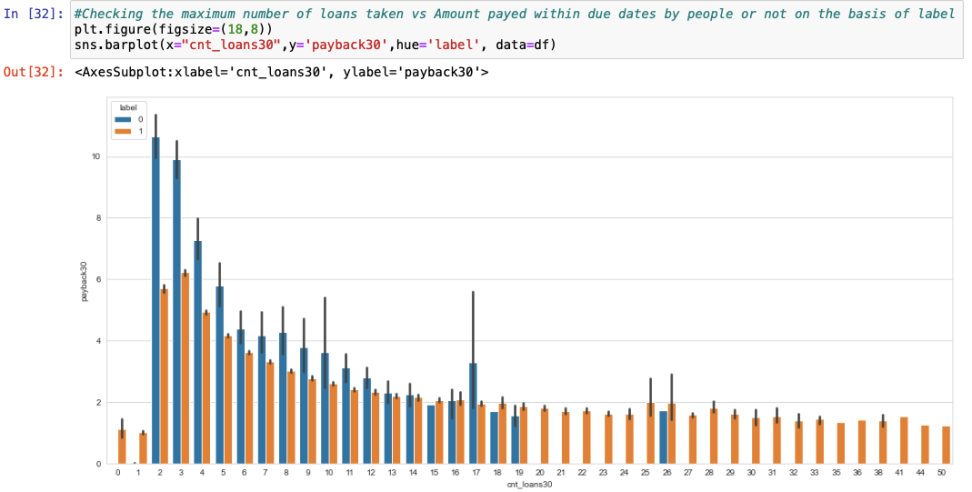 In [32]: #Checking the maximum number of loans taken vs Amount payed within due dates by people or not on the basis of label
plt.figure(figsize=(18,8))
sns.barplot(x="cnt_loans30",y='payback30',hue='label', data=df)
Out[32]: <AxesSubplot:xlabel='cnt_loans30', ylabel='payback30'>
label
0
1
10
8
6
4
2
0
payback30
0 1 2 3 4 5 6 7 8 9 10 11 12 13 14 15 16 17 18 19 20 21 22 23 24 25 26 27 28 29 30 31 32 33 35 36 38 41 44 50
cnt_loans30